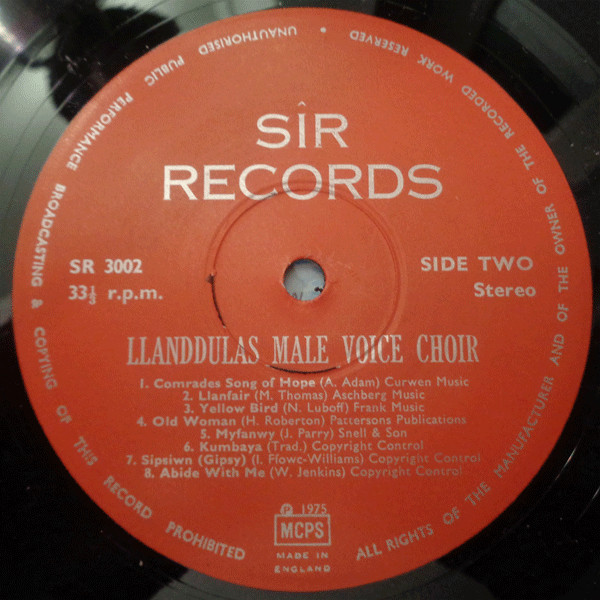 SÎR
RECORDS
SR 3002
33⅓ r.p.m.
SIDE TWO
Stereo
LLANDDULAS MALE VOICE CHOIR
1. Comrades Song of Hope (A. Adam) Curwen Music
2. Llanfair (M. Thomas) Aschberg Music
3. Yellow Bird (N. Luboff) Frank Music
4. Old Woman (H. Roberton) Pattersons Publications
5. Myfanwy (J. Parry) Snell & Son
6. Kumbaya (Trad.) Copyright Control
7. Sipsiwn (Gipsy) (I. Ffowc-Williams) Copyright Control
8. Abide With Me (W. Jenkins) Copyright Control
℗ 1975
MCPS
MADE IN
ENGLAND
ALL RIGHTS OF THE MANUFACTURER AND OF THE OWNER OF THE RECORDED WORK RESERVED • UNAUTHORISED PUBLIC PERFORMANCE BROADCASTING & COPYING OF THIS RECORD PROHIBITED